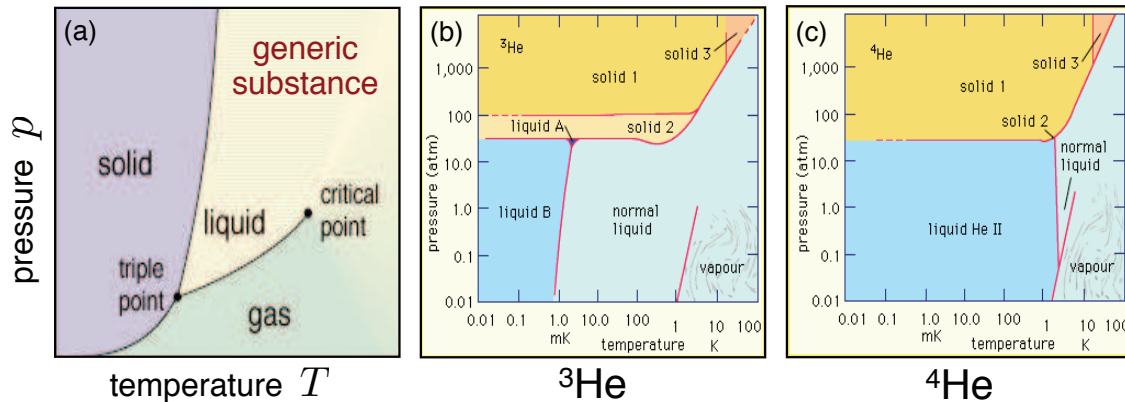 (a)
generic
substance
solid
liquid
critical
point
triple
point
gas
pressure p
temperature T
(b)
³He
solid 3
solid 1
1,000
100
liquid A
solid 2
10.0
pressure (atm)
1.0
liquid B
normal
liquid
0.1
vapour
0.01
0.01 0.1 1 10.0 100 1 10 100
mK temperature K
³He
(c)
⁴He
solid 3
1,000
solid 1
100
solid 2
normal
liquid
10.0
pressure (atm)
1.0
liquid He II
0.1
vapour
0.01
0.01 0.1 1 10.0 100 1 10 100
mK temperature K
⁴He